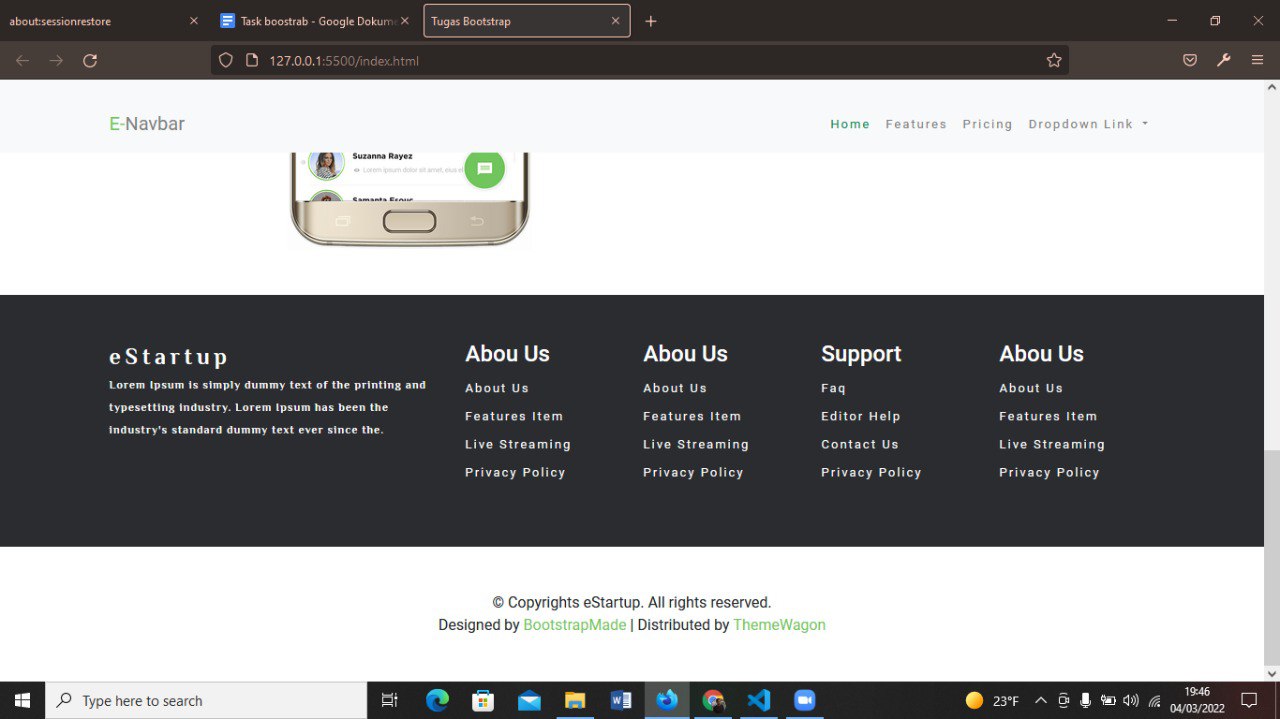 about:sessionrestore
Task boostrab - Google Dokume
Tugas Bootstrap
127.0.0.1:5500/index.html
E-Navbar
Home Features Pricing Dropdown Link
Suzanna Rayez
Lorem ipsum dolor sit amet, eius el
Samanta Esouc
eStartup
Lorem Ipsum is simply dummy text of the printing and
typesetting industry. Lorem Ipsum has been the
industry's standard dummy text ever since the.
Abou Us
About Us
Features Item
Live Streaming
Privacy Policy
Abou Us
About Us
Features Item
Live Streaming
Privacy Policy
Support
Faq
Editor Help
Contact Us
Privacy Policy
Abou Us
About Us
Features Item
Live Streaming
Privacy Policy
© Copyrights eStartup. All rights reserved.
Designed by BootstrapMade | Distributed by ThemeWagon
Type here to search
23°F
19:46
04/03/2022